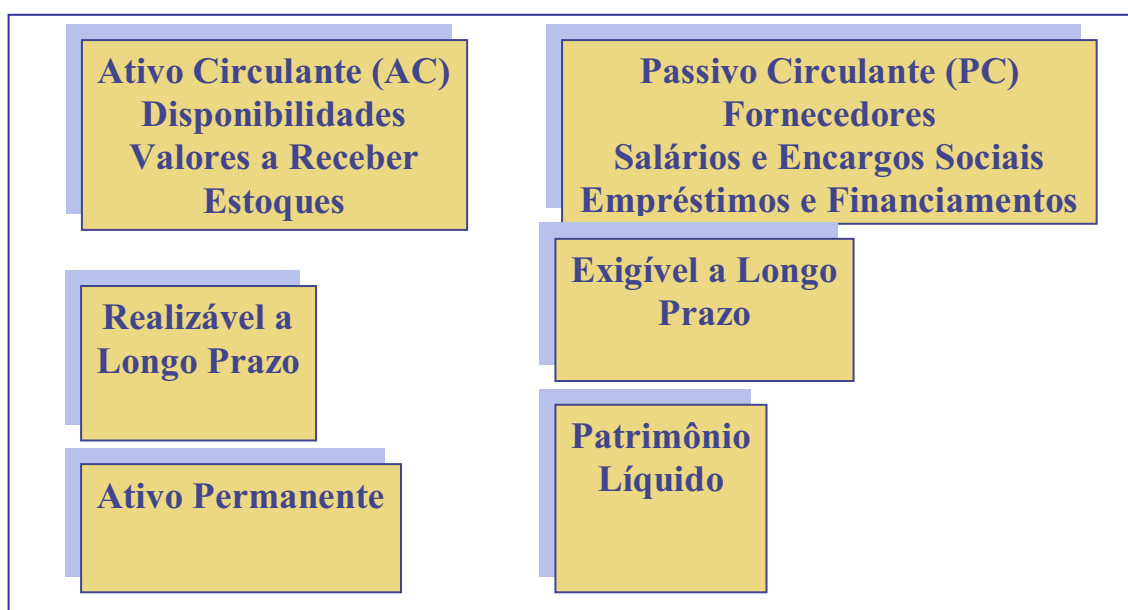 Ativo Circulante (AC)
Disponibilidades
Valores a Receber
Estoques
Realizável a
Longo Prazo
Ativo Permanente
Passivo Circulante (PC)
Fornecedores
Salários e Encargos Sociais
Empréstimos e Financiamentos
Exigível a Longo
Prazo
Patrimônio
Líquido